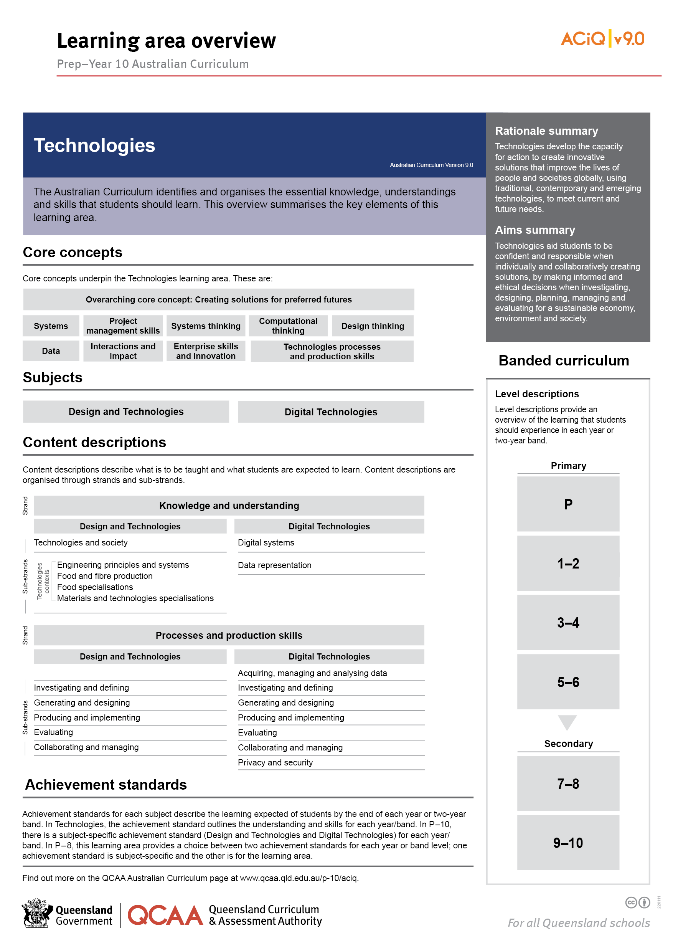 Learning area overview
Prep–Year 10 Australian Curriculum
ACiQ|v9.0
Technologies
Australian Curriculum Version 9.0
The Australian Curriculum identifies and organises the essential knowledge, understandings
and skills that students should learn. This overview summarises the key elements of this
learning area.
Core concepts
Core concepts underpin the Technologies learning area. These are:
Overarching core concept: Creating solutions for preferred futures
Systems
Project
management skills
Systems thinking
Computational
thinking
Design thinking
Data
Interactions and
impact
Enterprise skills
and innovation
Technologies processes
and production skills
Subjects
Design and Technologies
Digital Technologies
Content descriptions
Content descriptions describe what is to be taught and what students are expected to learn. Content descriptions are
organised through strands and sub-strands.
Strand
Knowledge and understanding
Design and Technologies
Digital Technologies
Sub-strands
Technologies and society
Digital systems
Technologies
contexts
Engineering principles and systems
Food and fibre production
Food specialisations
Materials and technologies specialisations
Data representation
Strand
Processes and production skills
Design and Technologies
Digital Technologies
Sub-strands
Acquiring, managing and analysing data
Investigating and defining
Investigating and defining
Generating and designing
Generating and designing
Producing and implementing
Producing and implementing
Evaluating
Evaluating
Collaborating and managing
Collaborating and managing
Privacy and security
Achievement standards
Achievement standards for each subject describe the learning expected of students by the end of each year or two-year
band. In Technologies, the achievement standard outlines the understanding and skills for each year/band. In P–10,
there is a subject-specific achievement standard (Design and Technologies and Digital Technologies) for each year/
band. In P–8, this learning area provides a choice between two achievement standards for each year or band level; one
achievement standard is subject-specific and the other is for the learning area.
Find out more on the QCAA Australian Curriculum page at www.qcaa.qld.edu.au/p-10/aciq.
Rationale summary
Technologies develop the capacity
for action to create innovative
solutions that improve the lives of
people and societies globally, using
traditional, contemporary and emerging
technologies, to meet current and
future needs.
Aims summary
Technologies aid students to be
confident and responsible when
individually and collaboratively creating
solutions, by making informed and
ethical decisions when investigating,
designing, planning, managing and
evaluating for a sustainable economy,
environment and society.
Banded curriculum
Level descriptions
Level descriptions provide an
overview of the learning that students
should experience in each year or
two-year band.
Primary
P
1–2
3–4
5–6
Secondary
7–8
9–10
Queensland
Government
QCAA
Queensland Curriculum
& Assessment Authority
For all Queensland schools